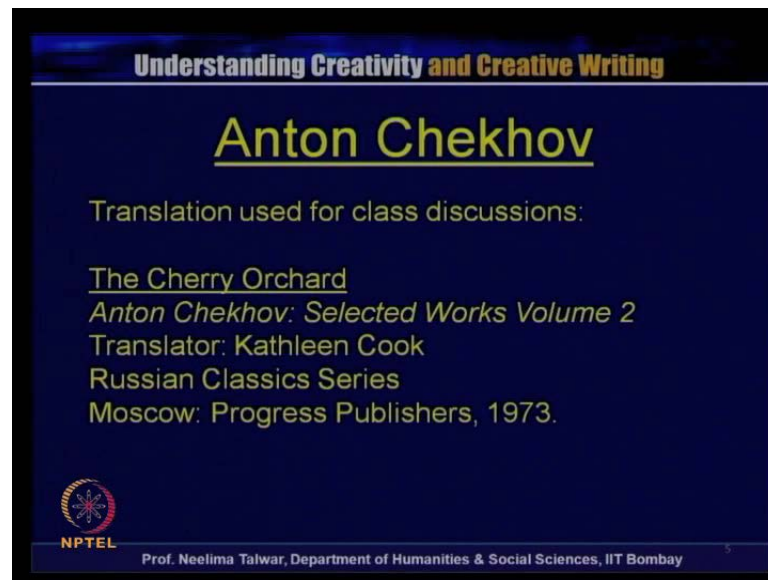 Understanding Creativity and Creative Writing
Anton Chekhov
Translation used for class discussions:
The Cherry Orchard
Anton Chekhov: Selected Works Volume 2
Translator: Kathleen Cook
Russian Classics Series
Moscow: Progress Publishers, 1973.
NPTEL
Prof. Neelima Talwar, Department of Humanities & Social Sciences, IIT Bombay
5